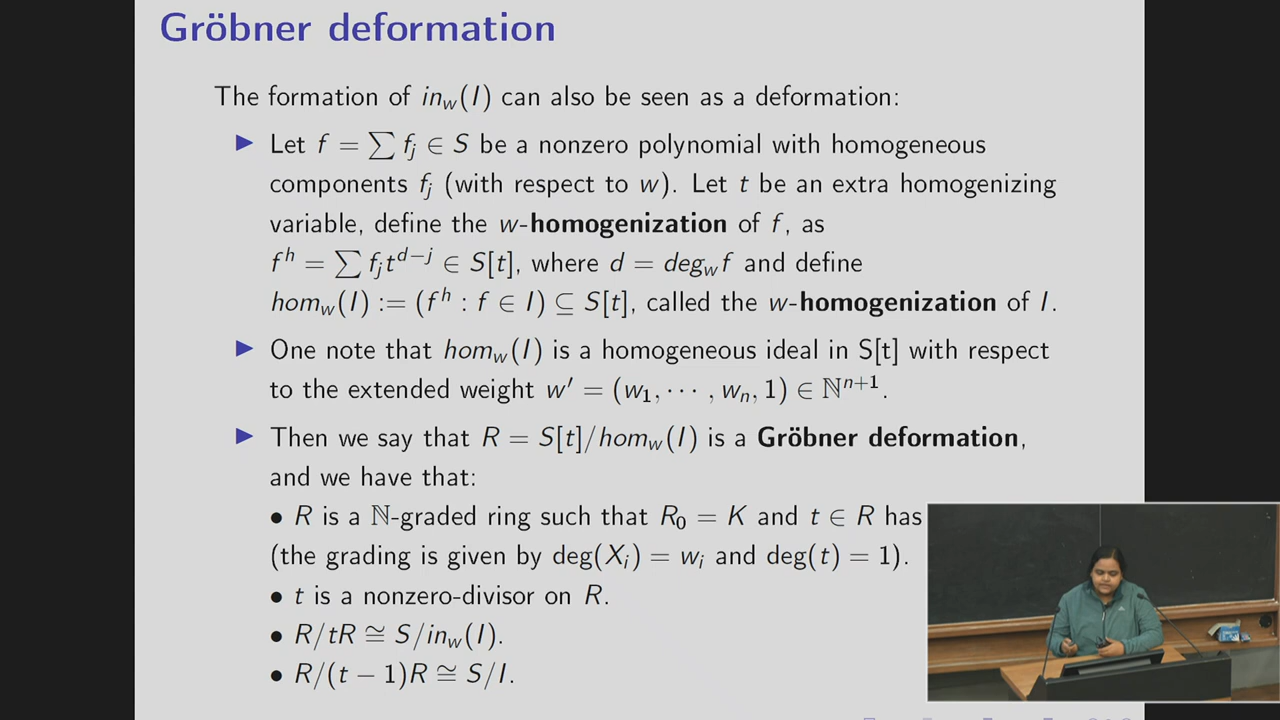 Gröbner deformation
The formation of in_w(I) can also be seen as a deformation:
▶ Let f = ∑ f_j ∈ S be a nonzero polynomial with homogeneous
components f_j (with respect to w). Let t be an extra homogenizing
variable, define the w-homogenization of f, as
f^h = ∑ f_j t^{d−j} ∈ S[t], where d = deg_w f and define
hom_w(I) := (f^h : f ∈ I) ⊆ S[t], called the w-homogenization of I.
▶ One note that hom_w(I) is a homogeneous ideal in S[t] with respect
to the extended weight w′ = (w_1, ⋯ , w_n, 1) ∈ ℕ^{n+1}.
▶ Then we say that R = S[t]/hom_w(I) is a Gröbner deformation,
and we have that:
• R is a ℕ-graded ring such that R_0 = K and t ∈ R has
(the grading is given by deg(X_i) = w_i and deg(t) = 1).
• t is a nonzero-divisor on R.
• R/tR ≅ S/in_w(I).
• R/(t − 1)R ≅ S/I.